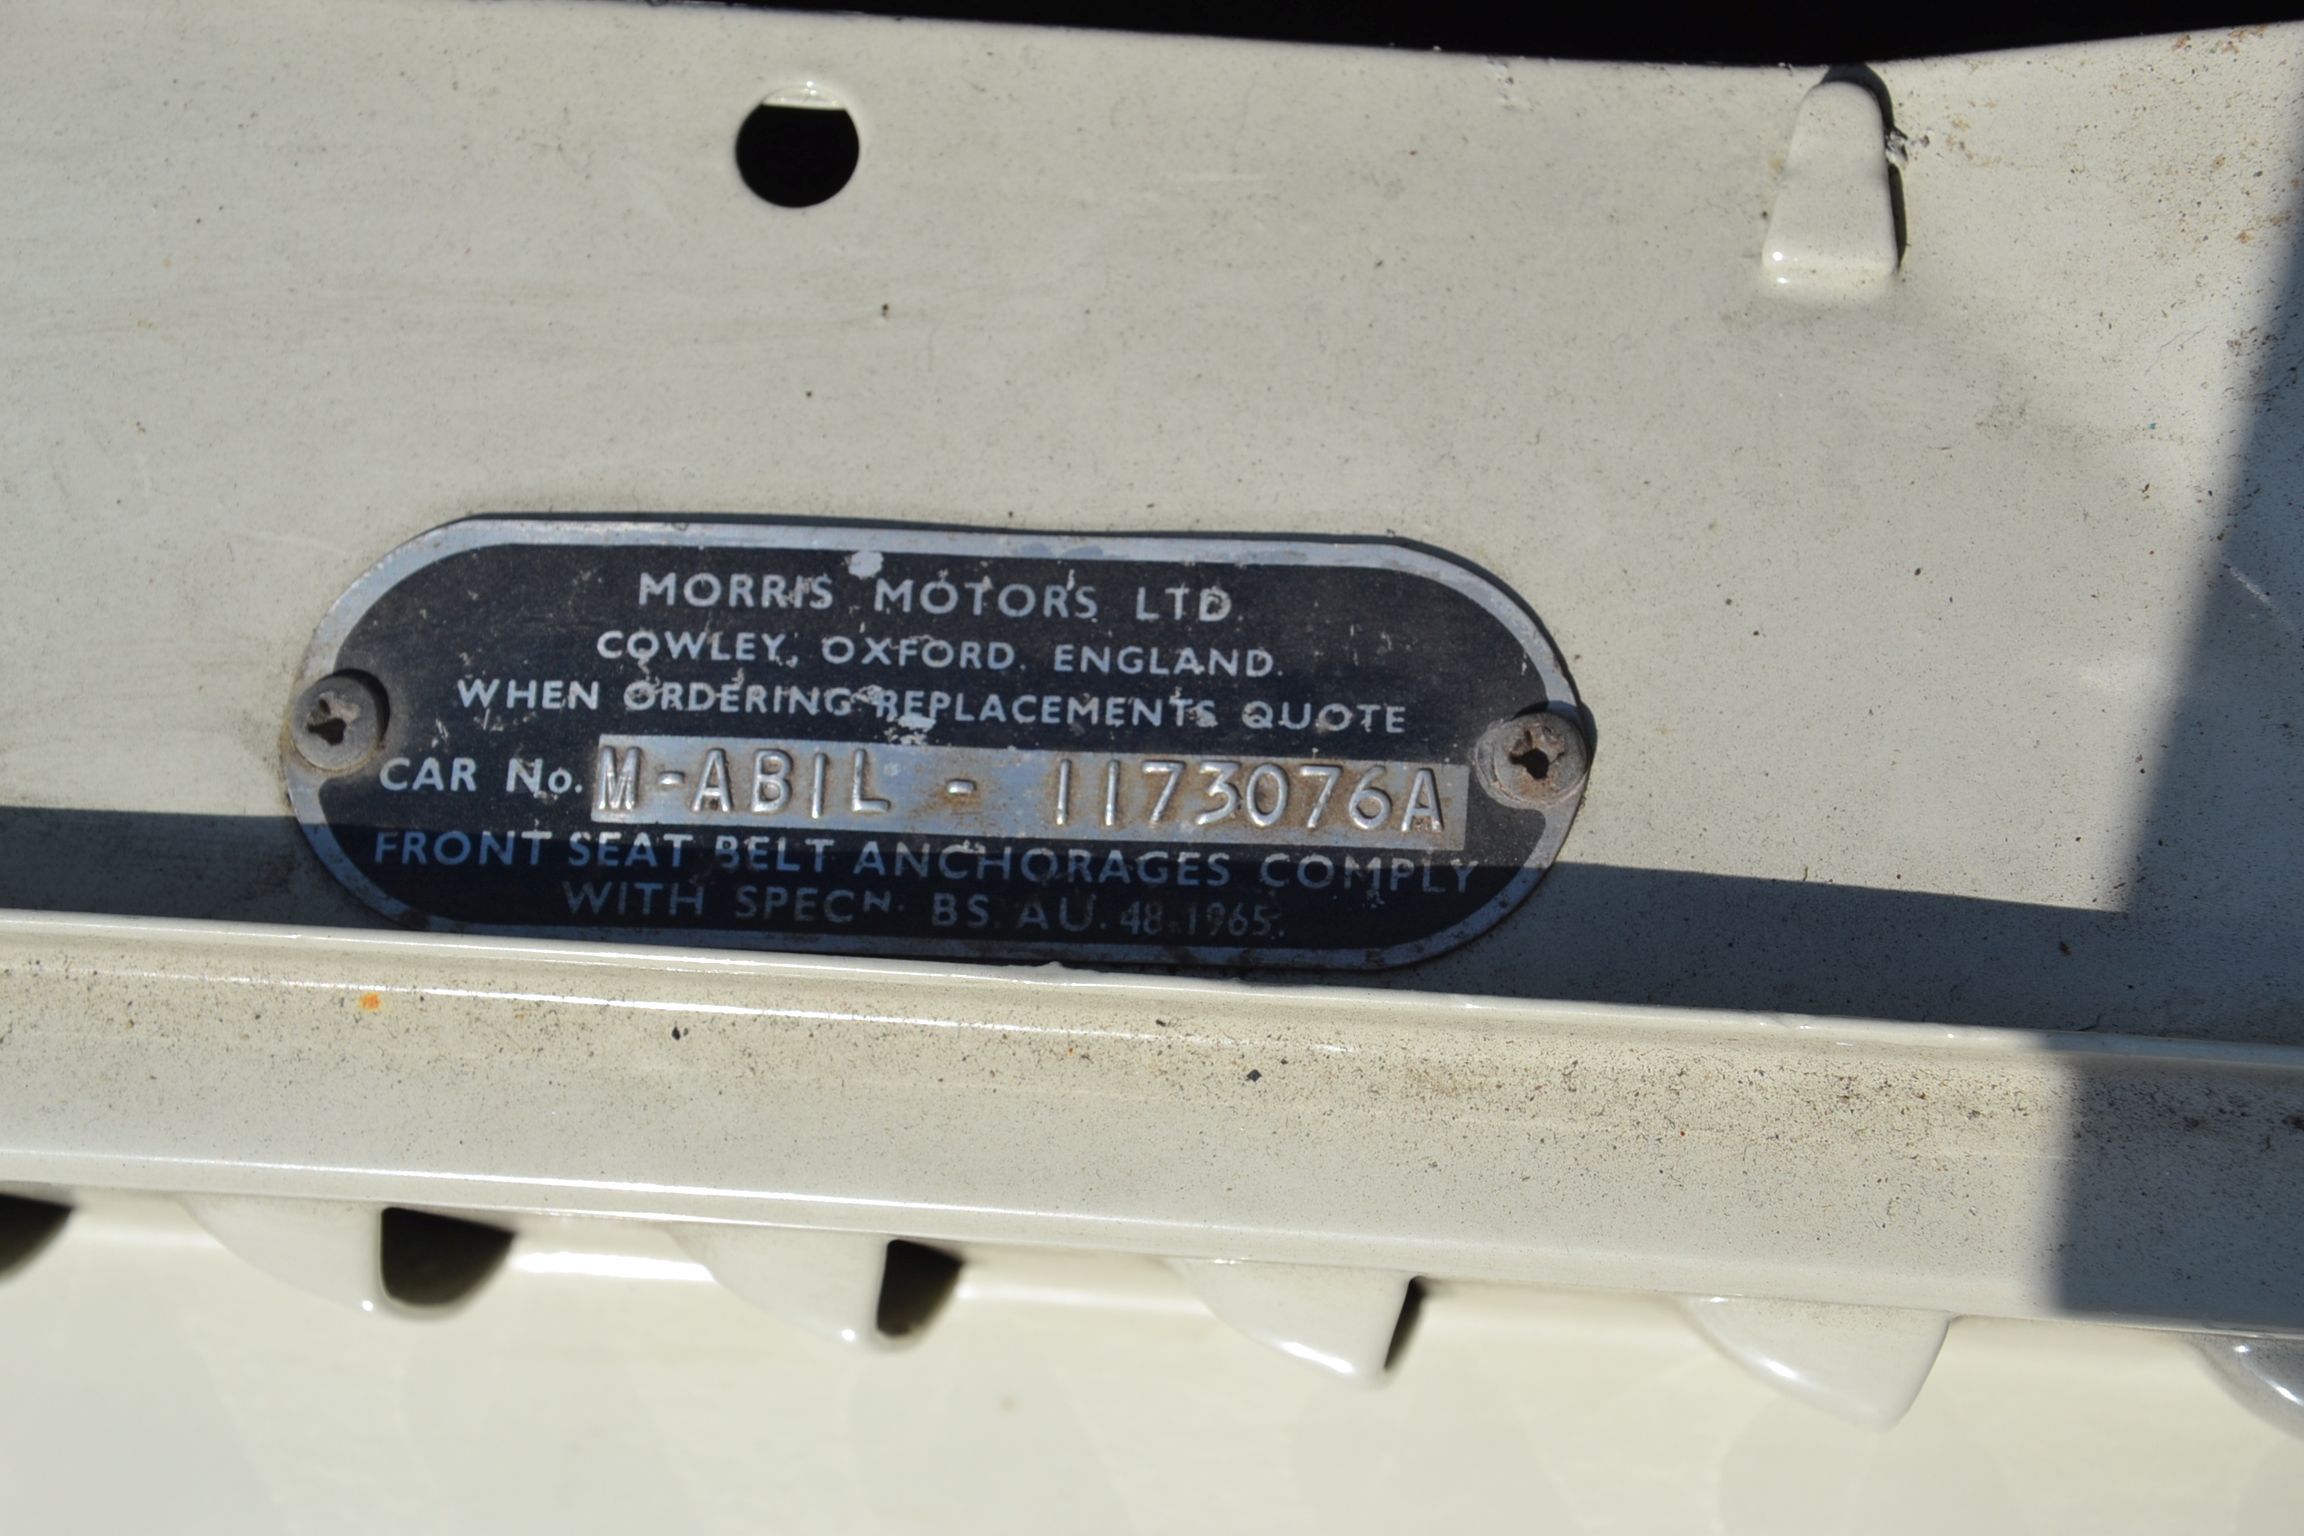 MORRIS MOTORS LTD.
COWLEY, OXFORD. ENGLAND.
WHEN ORDERING REPLACEMENTS QUOTE
CAR No. M-AB1L - 1173076A
FRONT SEAT BELT ANCHORAGES COMPLY
WITH SPECN. BS. AU. 48.1965.